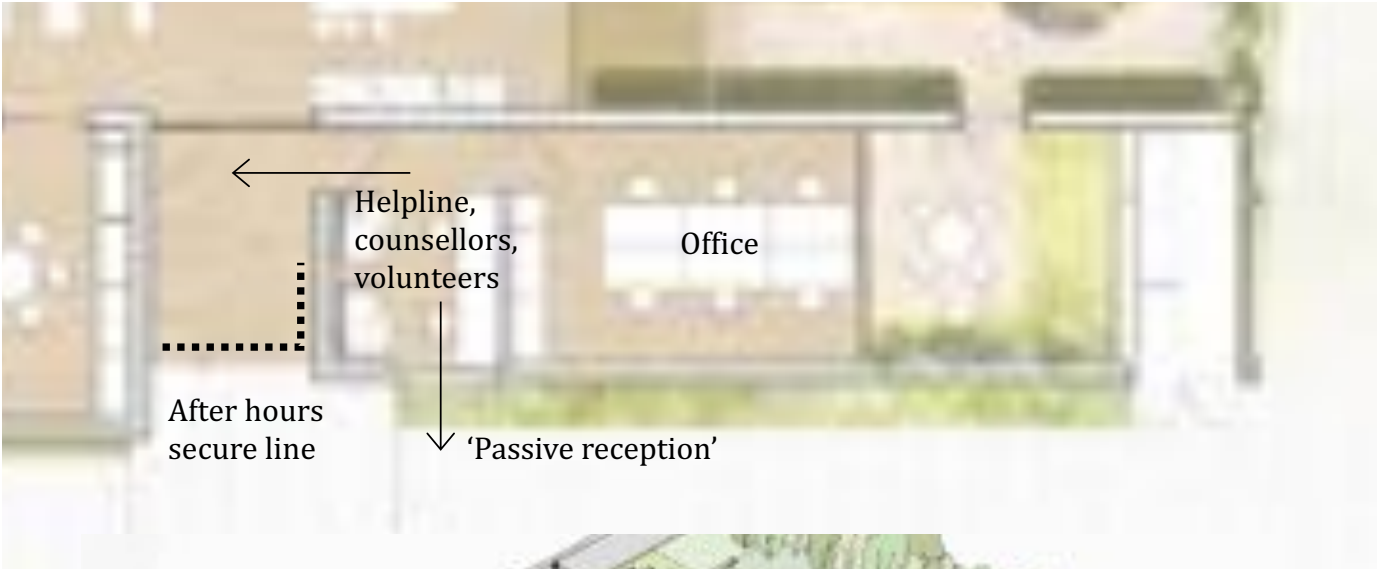 Helpline,
counsellors,
volunteers
Office
After hours
secure line
‘Passive reception’